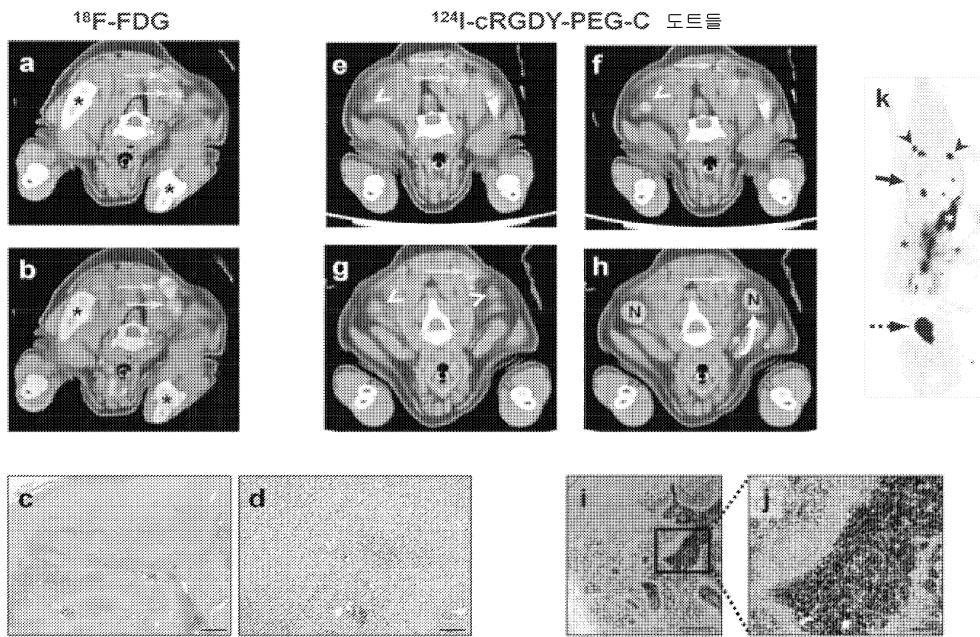 ¹⁸F-FDG
¹²⁴I-cRGDY-PEG-C 도트들
a
e
f
k
*
*
b
g
h
*
*
N
N
c
d
i
j